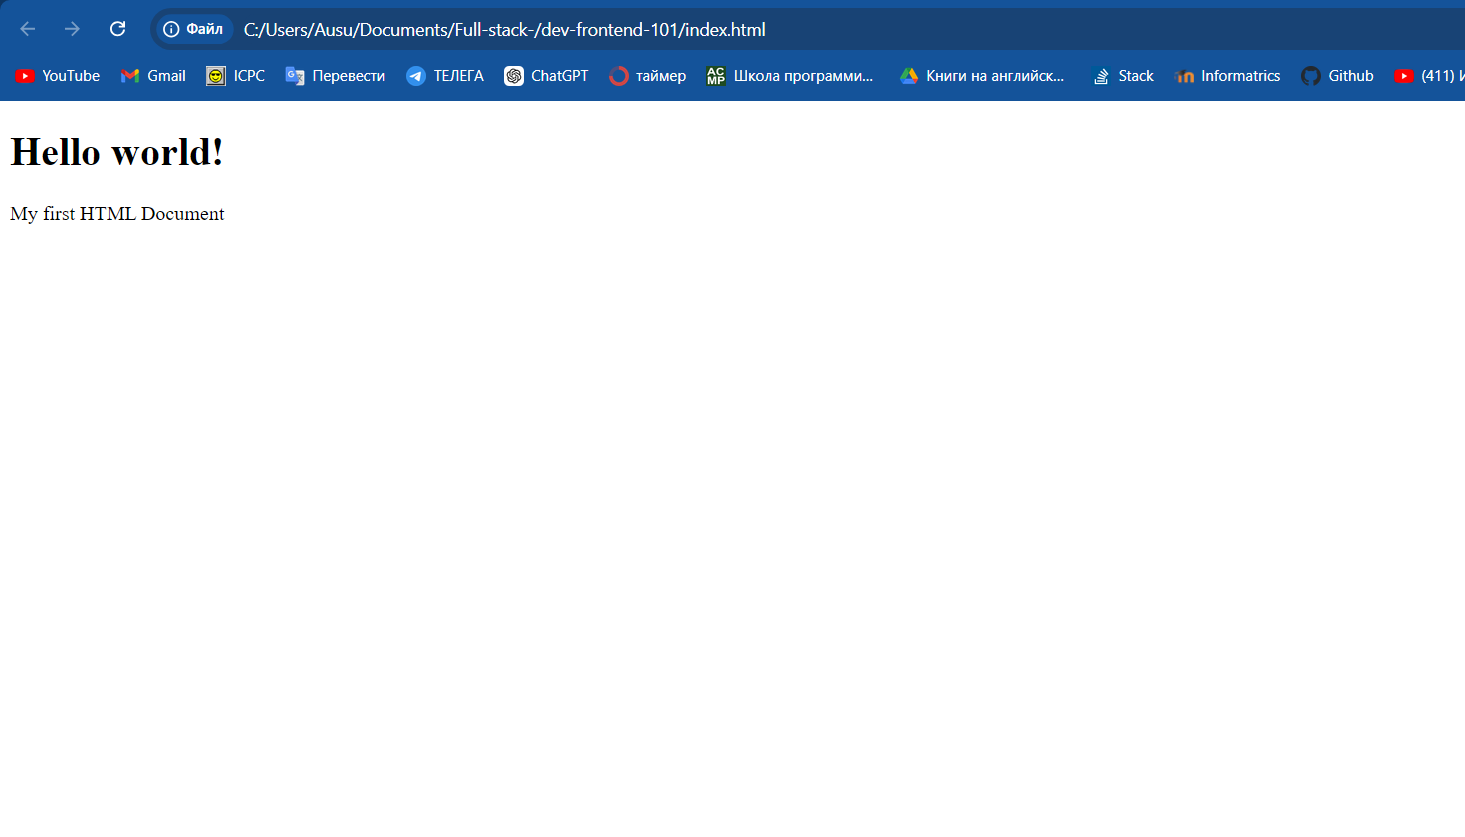 Файл C:/Users/Ausu/Documents/Full-stack-/dev-frontend-101/index.html
YouTube Gmail ICPC Перевести ТЕЛЕГА ChatGPT таймер ACMP Школа программи... Книги на английск... Stack Informatrics Github (411)
Hello world!
My first HTML Document